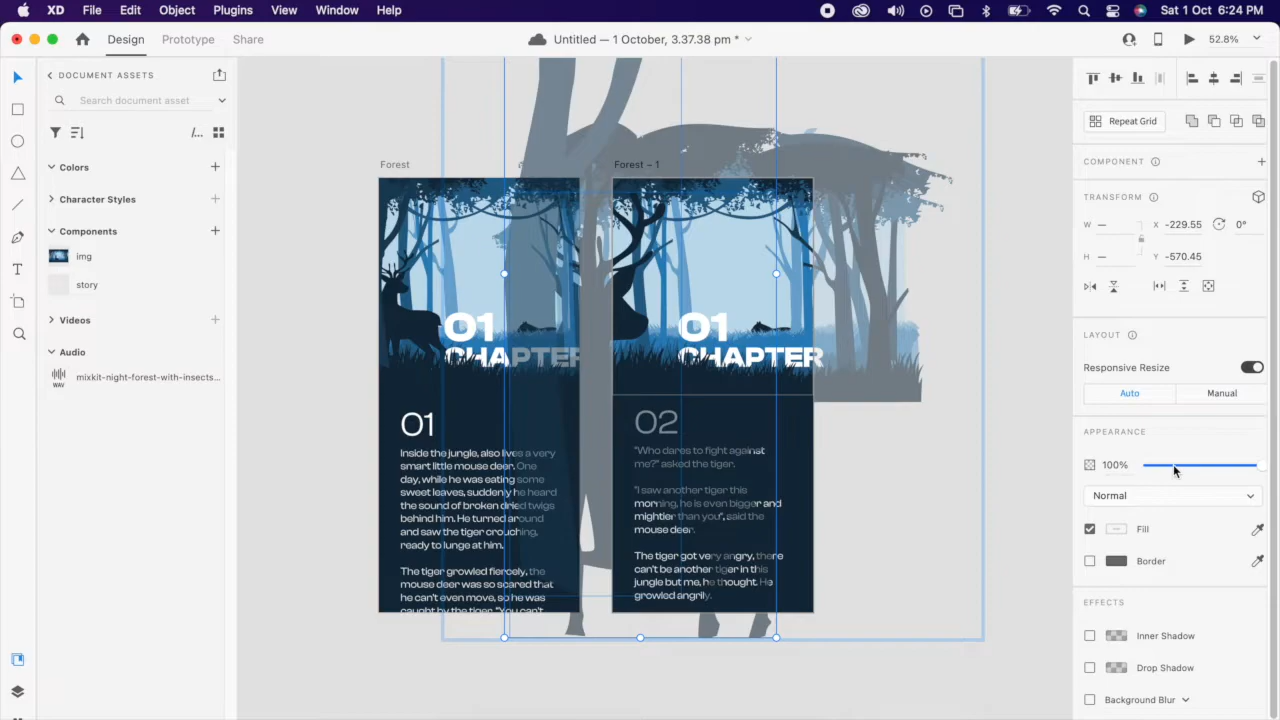 XD File Edit Object Plugins View Window Help
Sat 1 Oct 6:24 PM
Design Prototype Share
Untitled — 1 October, 3.37.38 pm *
52.8%
DOCUMENT ASSETS
Search document asset
Colors
Character Styles
Components
img
story
Videos
Audio
WAV
mixkit-night-forest-with-insects...
Forest
01
CHAPTER
01
Inside the jungle, also lives a very
smart little mouse deer. One
day, while he was eating some
sweet leaves, suddenly he heard
the sound of broken dried twigs
behind him. He turned around
and saw the tiger crouching,
ready to lunge at him.
The tiger growled fiercely, the
mouse deer was so scared that
he can't even move, so he was
caught by the tiger. "You can't
Forest – 1
01
CHAPTER
02
"Who dares to fight against
me?" asked the tiger.
"I saw another tiger this
morning, he is even bigger and
mightier than you", said the
mouse deer.
The tiger got very angry, there
can't be another tiger in this
jungle but me, he thought. He
growled angrily.
Repeat Grid
COMPONENT
TRANSFORM
W — X -229.55 0°
H — Y -570.45
LAYOUT
Responsive Resize
Auto Manual
APPEARANCE
100%
Normal
Fill
Border
EFFECTS
Inner Shadow
Drop Shadow
Background Blur